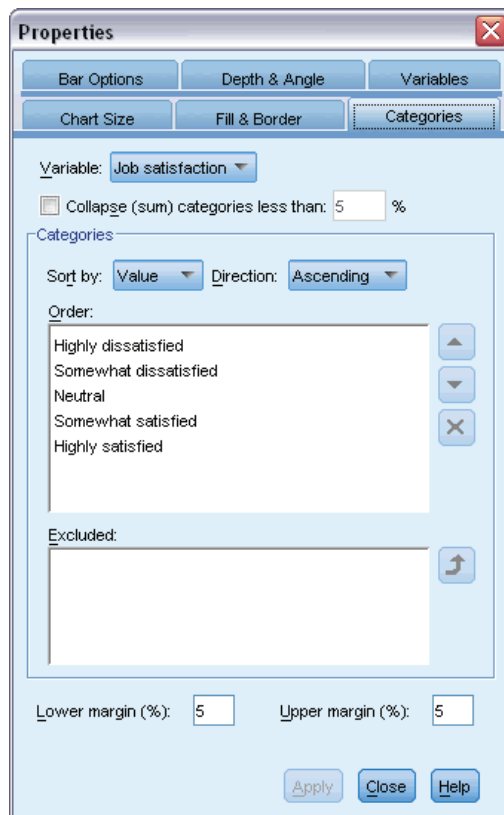 Properties
Bar Options Depth & Angle Variables
Chart Size Fill & Border Categories
Variable: Job satisfaction
Collapse (sum) categories less than: 5 %
Categories
Sort by: Value Direction: Ascending
Order:
Highly dissatisfied
Somewhat dissatisfied
Neutral
Somewhat satisfied
Highly satisfied
Excluded:
Lower margin (%): 5 Upper margin (%): 5
Apply Close Help